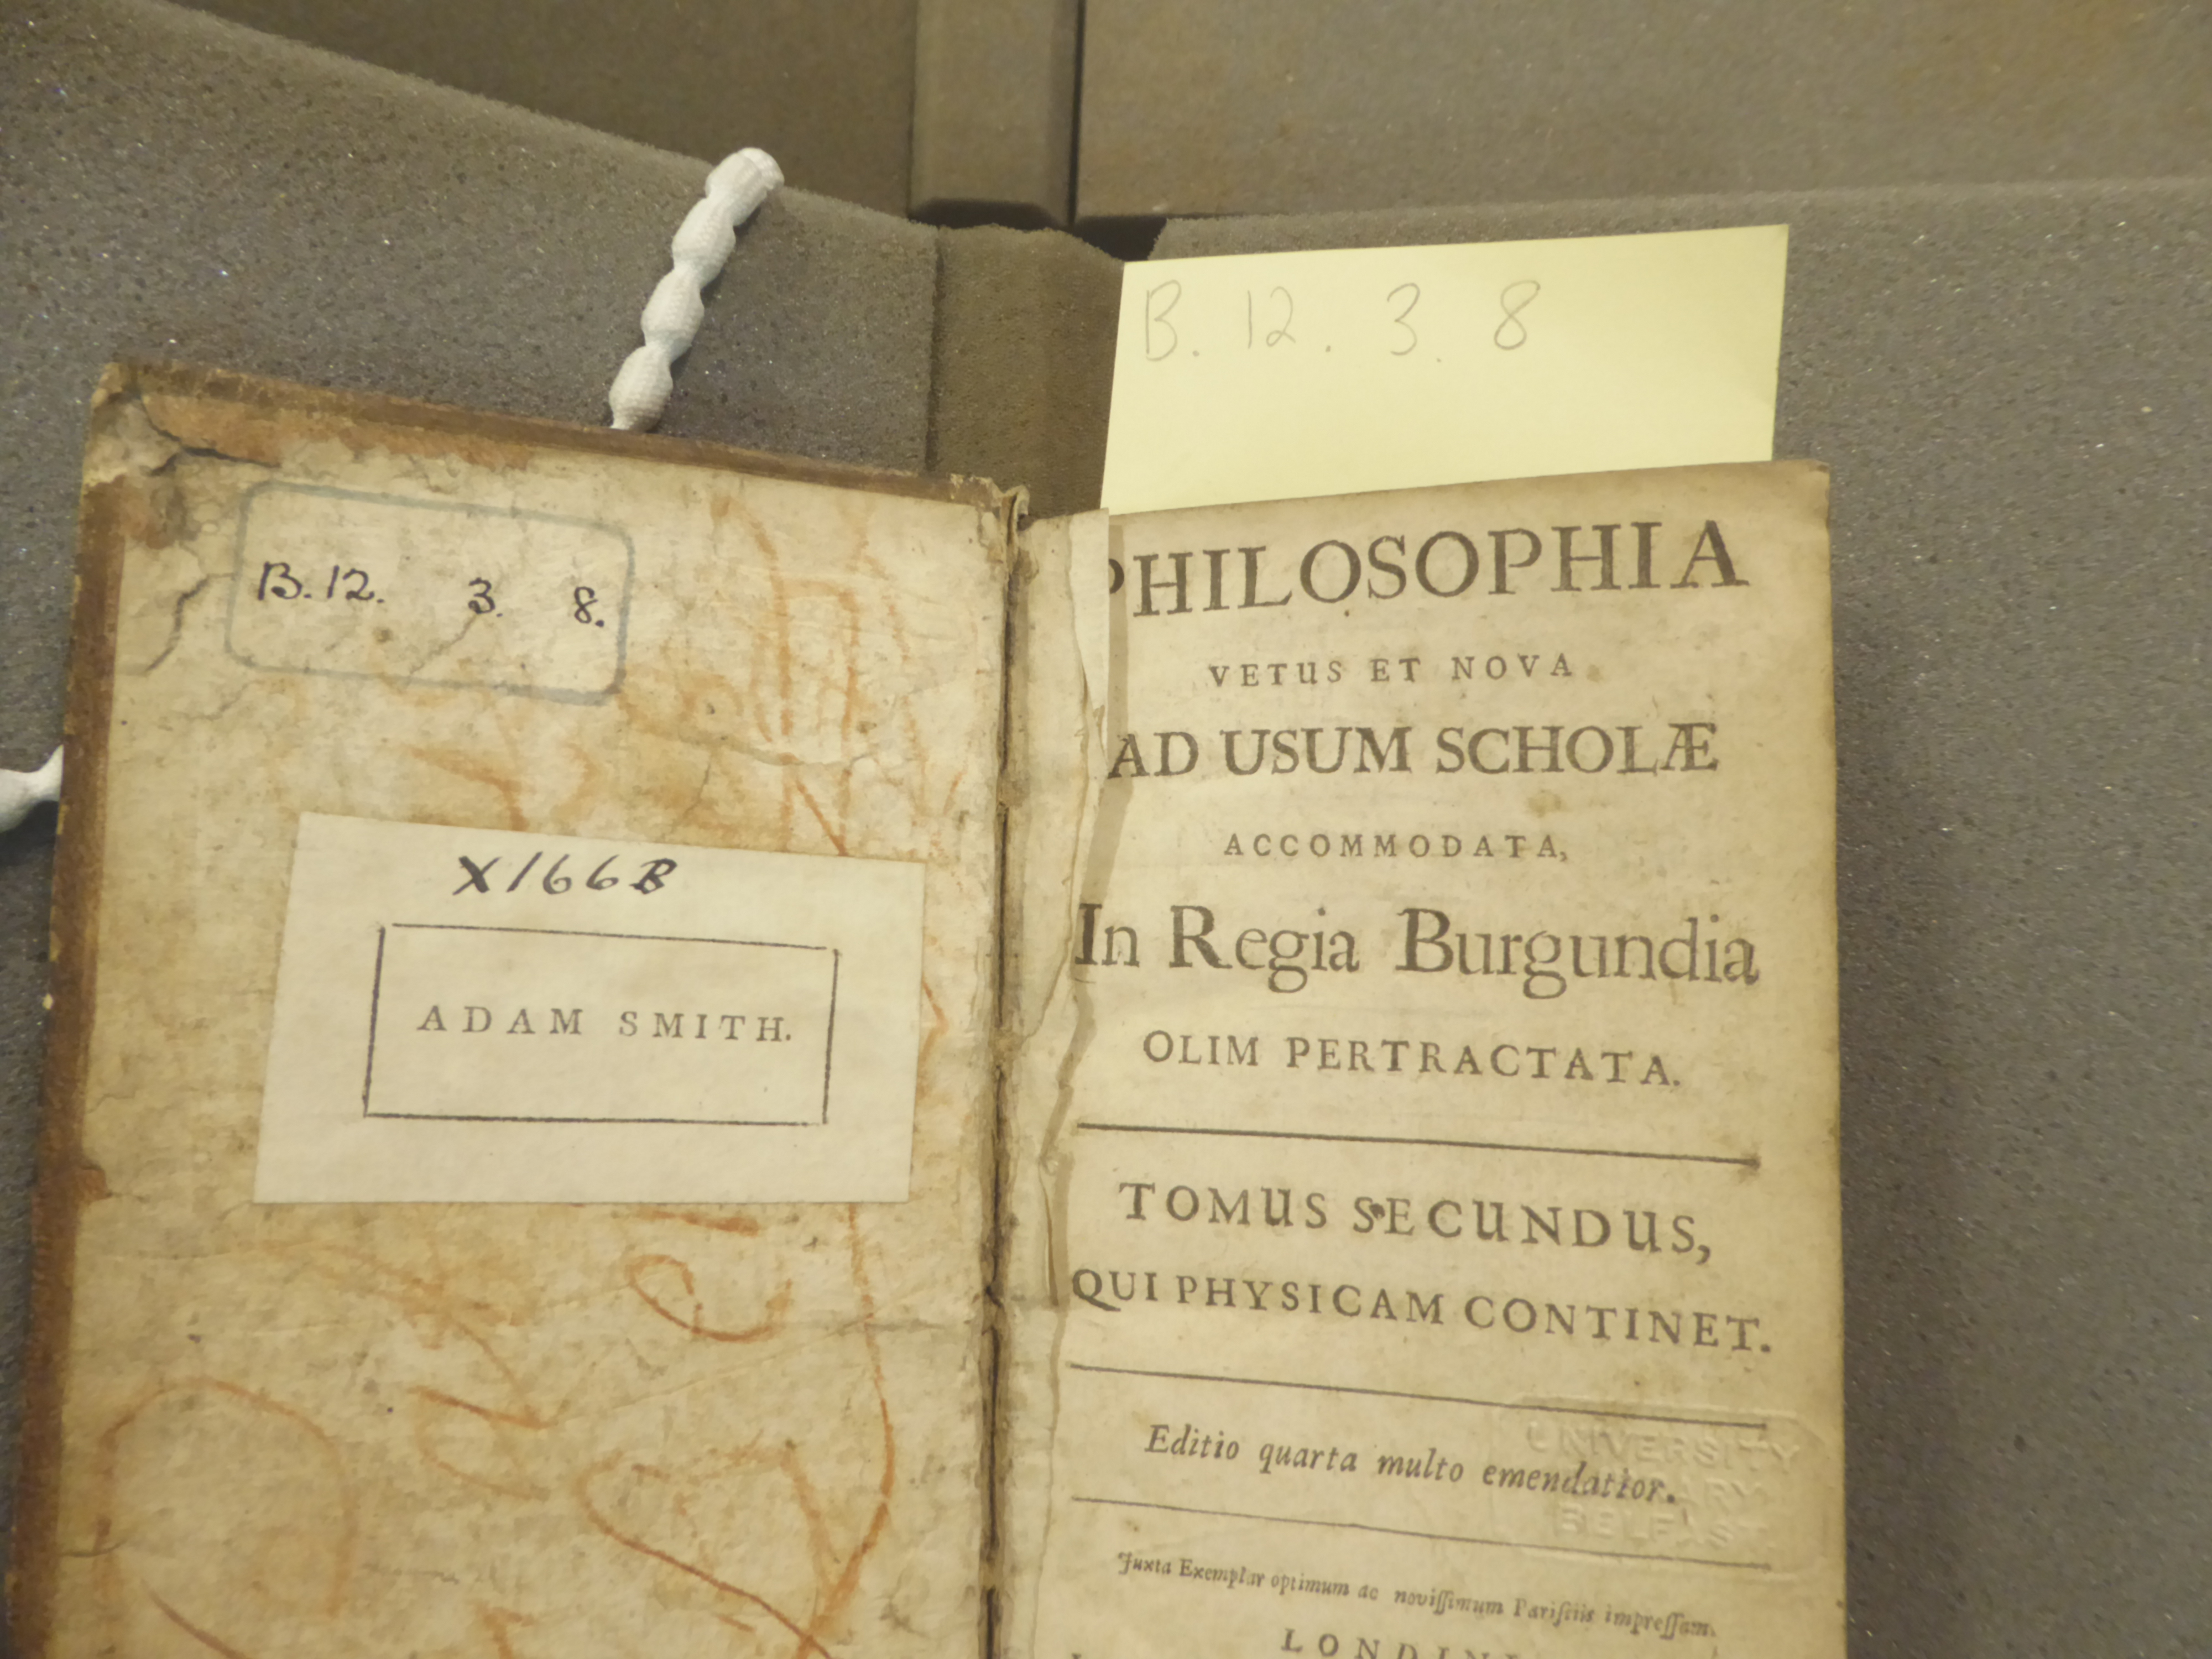 B. 12. 3. 8
B. 12. 3. 8.
X166B
ADAM SMITH.
PHILOSOPHIA
VETUS ET NOVA
AD USUM SCHOLÆ
ACCOMMODATA,
In Regia Burgundia
OLIM PERTRACTATA.
TOMUS SECUNDUS,
QUI PHYSICAM CONTINET.
Editio quarta multo emendatior.
UNIVERSITY
LIBRARY
BELFAST
Juxta Exemplar optimum ac noviſſimum Pariſiis impreſſum.
LONDINI